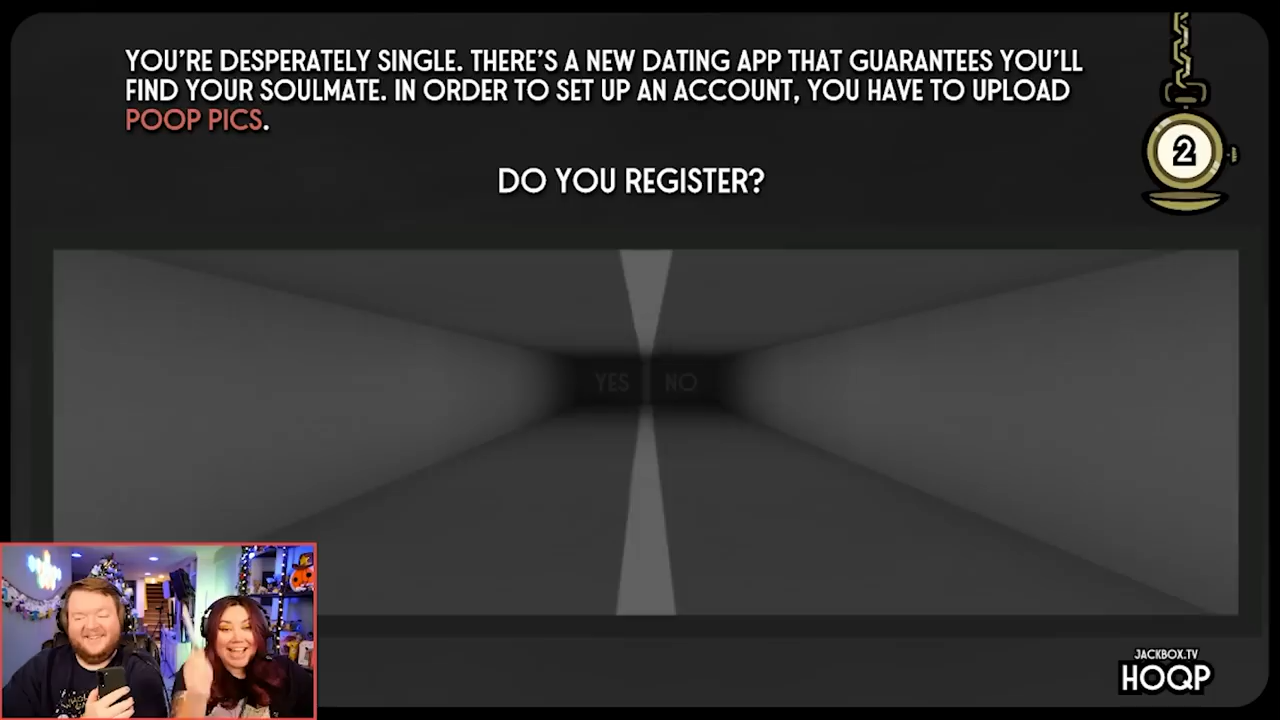 YOU'RE DESPERATELY SINGLE. THERE'S A NEW DATING APP THAT GUARANTEES YOU'LL
FIND YOUR SOULMATE. IN ORDER TO SET UP AN ACCOUNT, YOU HAVE TO UPLOAD
POOP PICS.
2
DO YOU REGISTER?
YES NO
JACKBOX.TV
HOQP